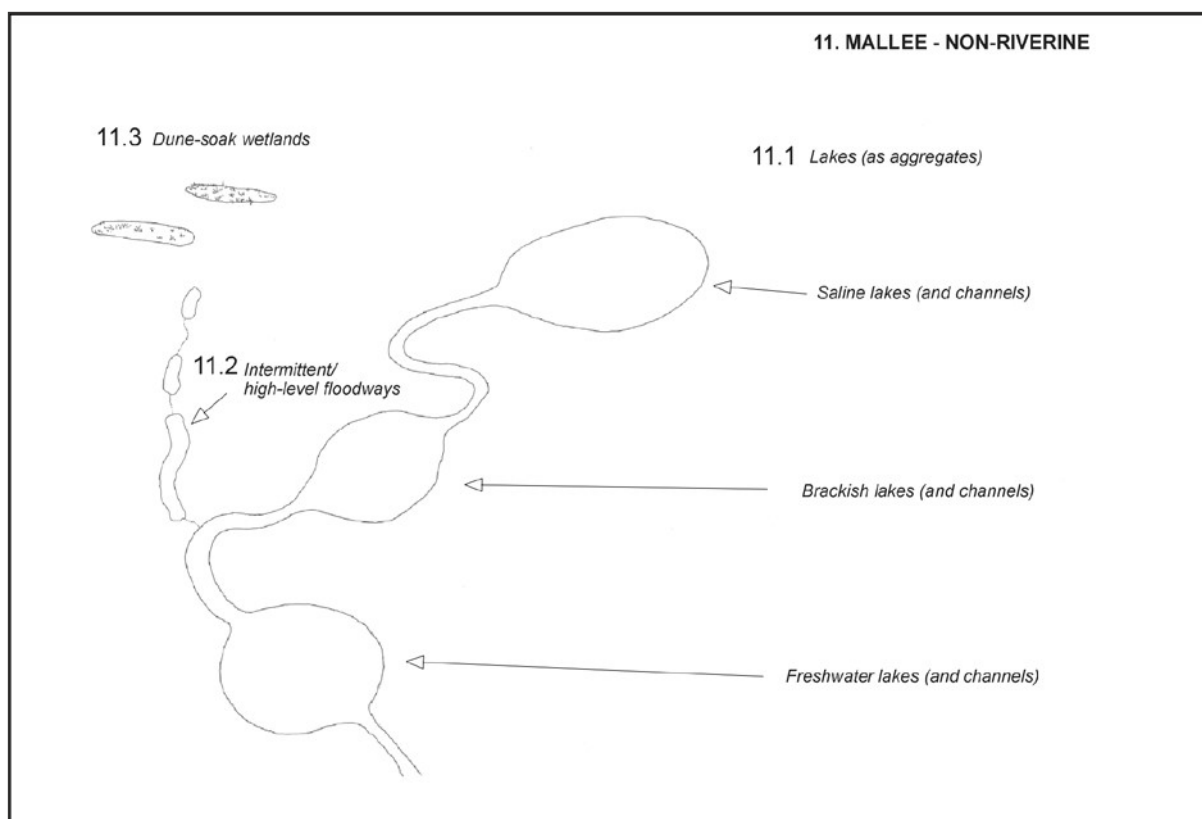 11. MALLEE - NON-RIVERINE
11.3 Dune-soak wetlands
11.1 Lakes (as aggregates)
Saline lakes (and channels)
11.2 Intermittent/
high-level floodways
Brackish lakes (and channels)
Freshwater lakes (and channels)